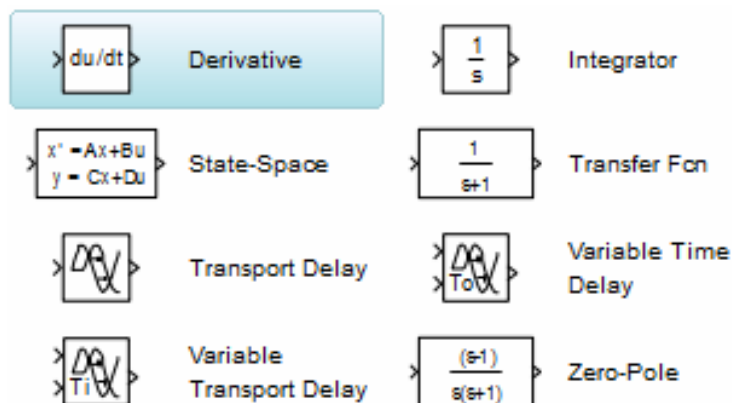 du/dt Derivative
1
s
Integrator
x' = Ax+Bu
y = Cx+Du
State-Space
1
s+1
Transfer Fcn
Transport Delay
To
Variable Time
Delay
Ti
Variable
Transport Delay
(s-1)
s(s+1)
Zero-Pole